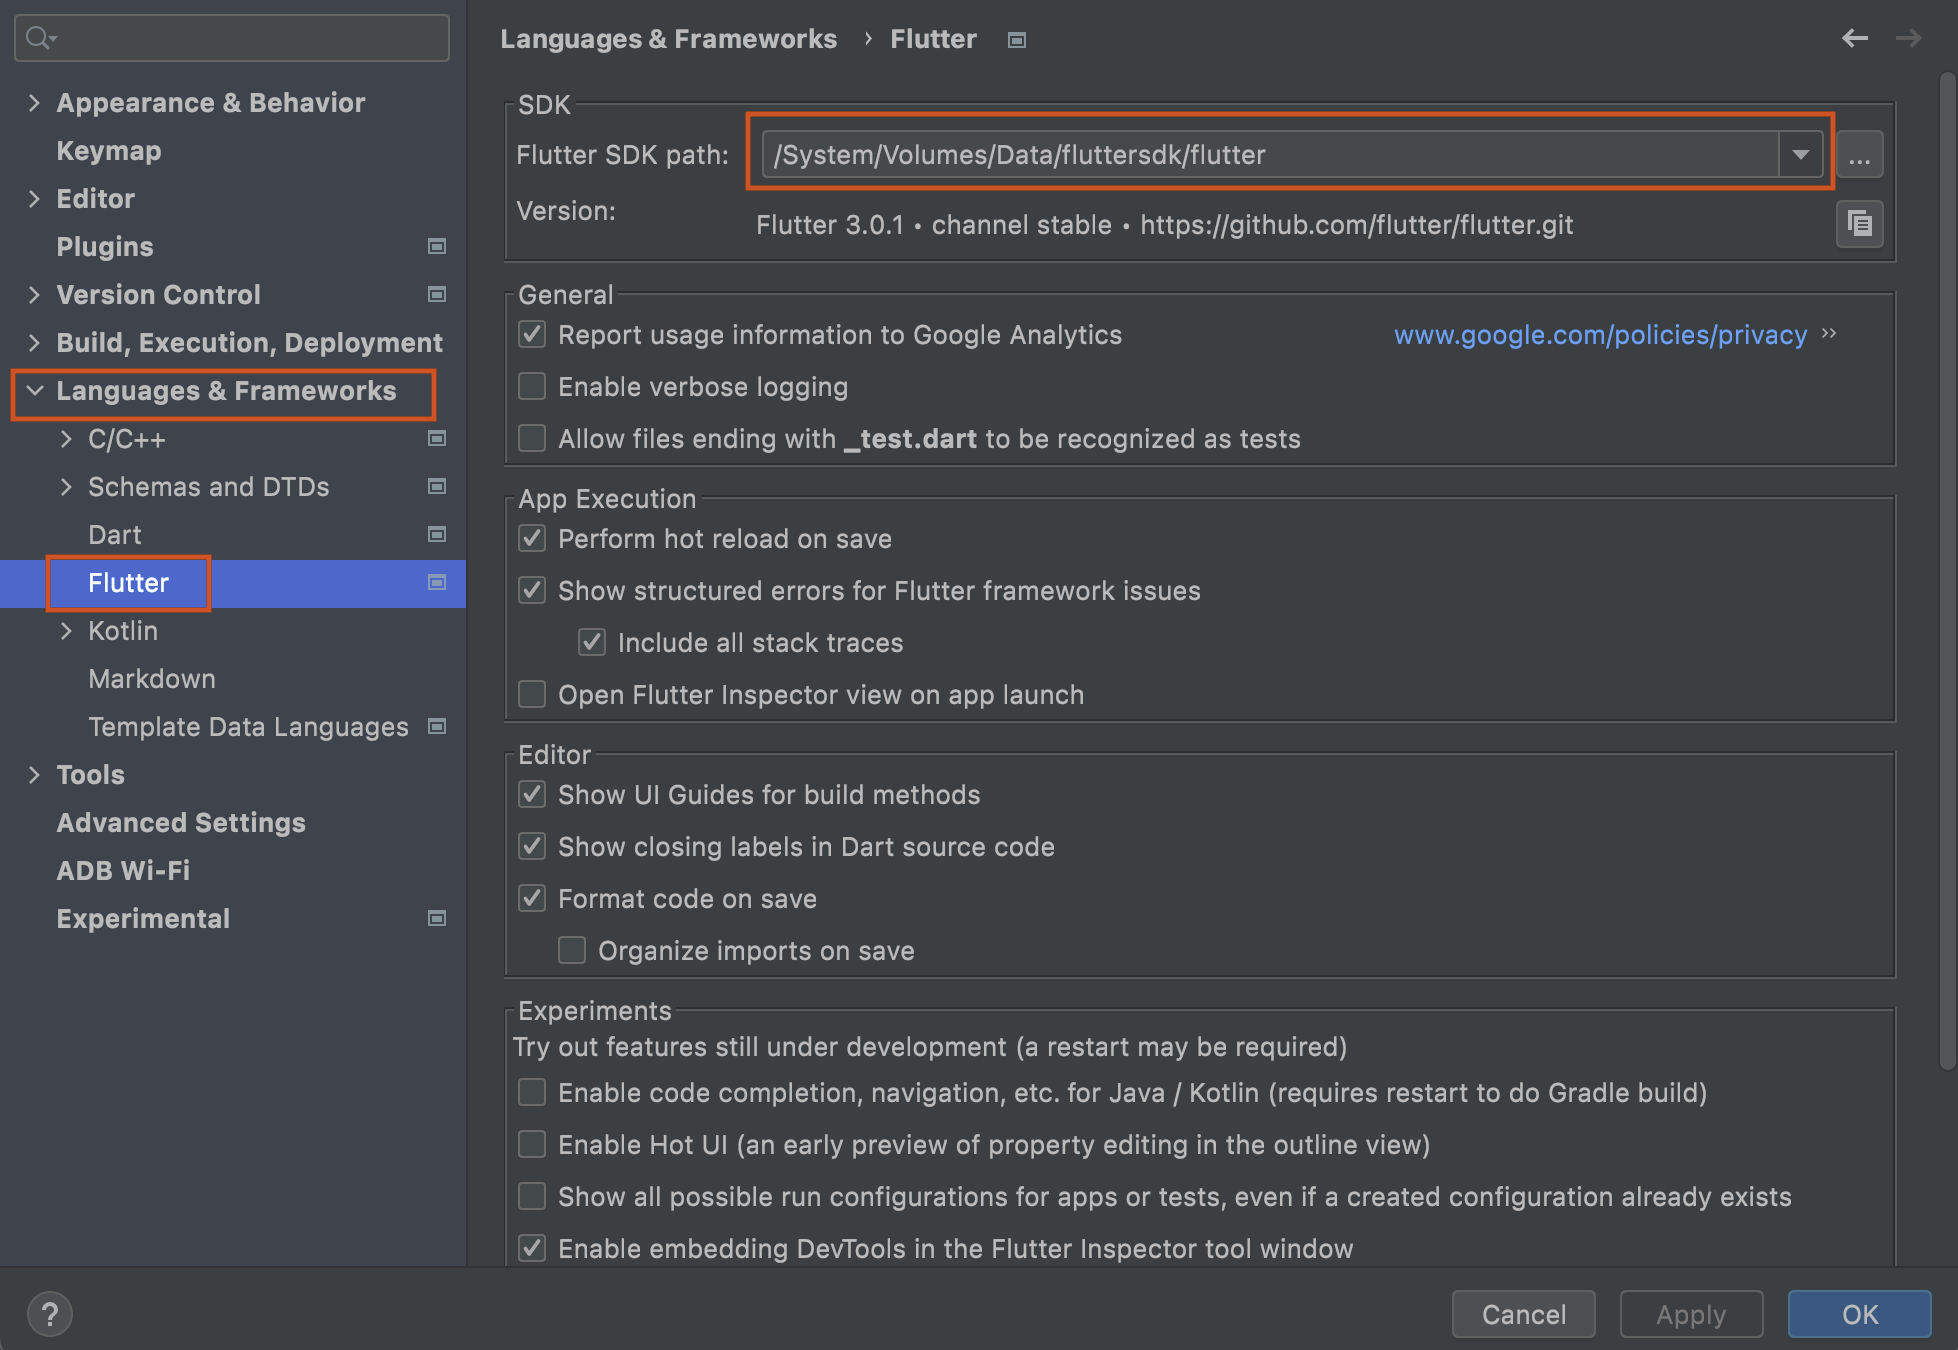 Appearance & Behavior
Keymap
Editor
Plugins
Version Control
Build, Execution, Deployment
Languages & Frameworks
C/C++
Schemas and DTDs
Dart
Flutter
Kotlin
Markdown
Template Data Languages
Tools
Advanced Settings
ADB Wi-Fi
Experimental
Languages & Frameworks › Flutter
SDK
Flutter SDK path: /System/Volumes/Data/fluttersdk/flutter ...
Version: Flutter 3.0.1 • channel stable • https://github.com/flutter/flutter.git
General
Report usage information to Google Analytics www.google.com/policies/privacy ››
Enable verbose logging
Allow files ending with _test.dart to be recognized as tests
App Execution
Perform hot reload on save
Show structured errors for Flutter framework issues
Include all stack traces
Open Flutter Inspector view on app launch
Editor
Show UI Guides for build methods
Show closing labels in Dart source code
Format code on save
Organize imports on save
Experiments
Try out features still under development (a restart may be required)
Enable code completion, navigation, etc. for Java / Kotlin (requires restart to do Gradle build)
Enable Hot UI (an early preview of property editing in the outline view)
Show all possible run configurations for apps or tests, even if a created configuration already exists
Enable embedding DevTools in the Flutter Inspector tool window
? Cancel Apply OK